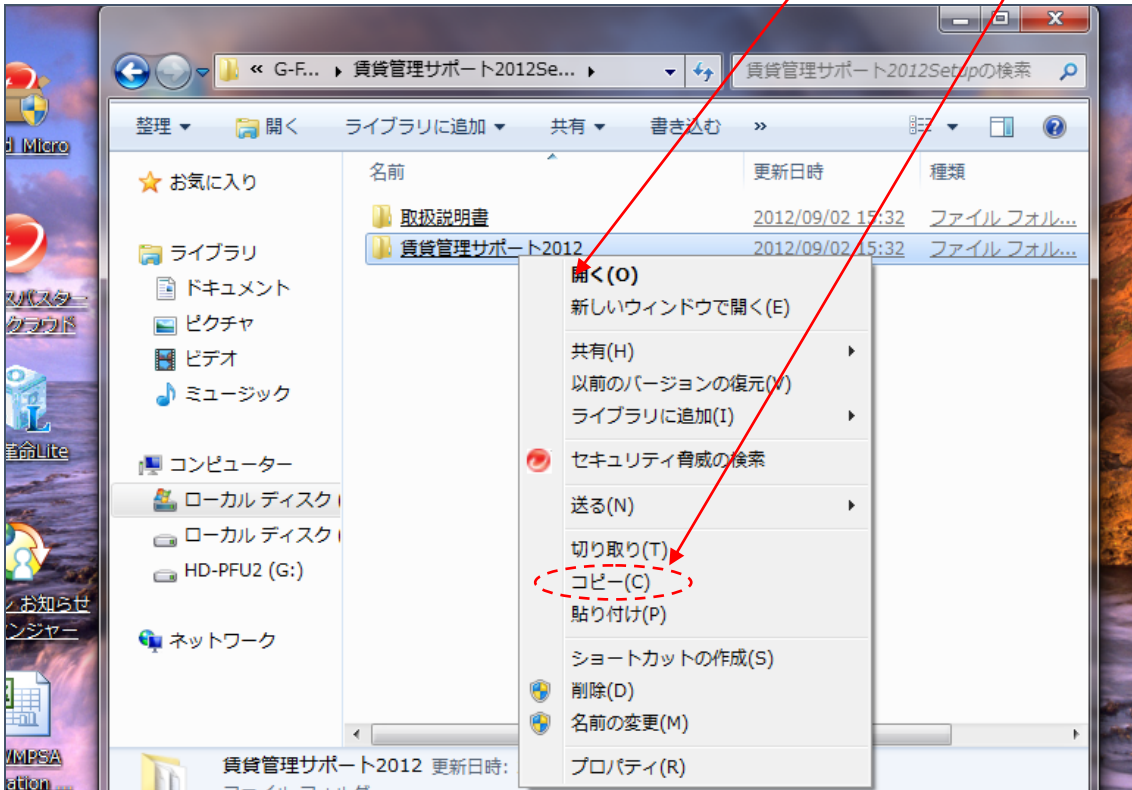 « G-F... ▸ 賃貸管理サポート2012Se... ▸
賃貸管理サポート2012Setupの検索
整理 開く ライブラリに追加 共有 書き込む »
お気に入り
ライブラリ
ドキュメント
ピクチャ
ビデオ
ミュージック
コンピューター
ローカル ディスク (
ローカル ディスク (
HD-PFU2 (G:)
ネットワーク
名前 更新日時 種類
取扱説明書 2012/09/02 15:32 ファイル フォル...
賃貸管理サポート2012 2012/09/02 15:32 ファイル フォル...
開く(O)
新しいウィンドウで開く(E)
共有(H)
以前のバージョンの復元(V)
ライブラリに追加(I)
セキュリティ脅威の検索
送る(N)
切り取り(T)
コピー(C)
貼り付け(P)
ショートカットの作成(S)
削除(D)
名前の変更(M)
プロパティ(R)
賃貸管理サポート2012 更新日時:
Micro
スバスター
クラウド
革命Lite
お知らせ
ンジャー